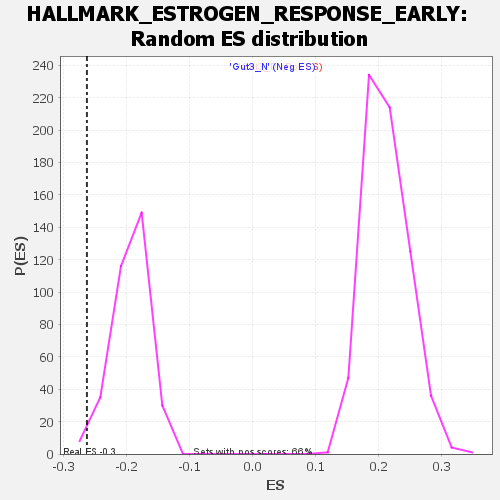 HALLMARK_ESTROGEN_RESPONSE_EARLY:
Random ES distribution
'Gut3_N' (Neg ES)
240
220
200
180
160
140
120
100
80
60
40
20
0
P(ES)
Real ES -0.3
Sets with pos scores: 66%
-0.3 -0.2 -0.1 0.0 0.1 0.2 0.3
ES